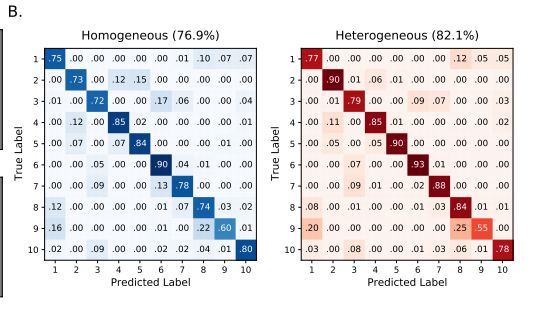 B.
Homogeneous (76.9%)
Heterogeneous (82.1%)
True Label
1 .75 .00 .00 .00 .00 .00 .01 .10 .07 .07
2 .00 .73 .00 .12 .15 .00 .00 .00 .00 .00
3 .01 .00 .72 .00 .00 .17 .06 .00 .00 .04
4 .00 .12 .00 .85 .02 .00 .00 .00 .00 .01
5 .00 .07 .00 .07 .84 .00 .01 .00 .00 .00
6 .00 .00 .05 .00 .00 .90 .04 .01 .00 .00
7 .00 .00 .09 .00 .00 .13 .78 .00 .00 .00
8 .12 .00 .00 .00 .00 .01 .07 .74 .03 .02
9 .16 .00 .00 .00 .00 .00 .00 .22 .60 .01
10 .02 .00 .09 .00 .00 .02 .02 .04 .01 .80
1 2 3 4 5 6 7 8 9 10
Predicted Label
True Label
1 .77 .00 .00 .00 .00 .00 .00 .12 .05 .05
2 .00 .90 .01 .06 .01 .00 .00 .00 .00 .00
3 .00 .01 .79 .00 .00 .09 .07 .00 .00 .03
4 .00 .11 .00 .85 .01 .00 .00 .00 .00 .02
5 .00 .05 .00 .05 .90 .00 .00 .00 .00 .00
6 .00 .00 .07 .00 .00 .93 .01 .00 .00 .00
7 .00 .00 .09 .01 .00 .02 .88 .00 .00 .00
8 .08 .00 .01 .00 .00 .01 .03 .84 .01 .01
9 .20 .00 .00 .00 .00 .00 .00 .25 .55 .00
10 .03 .00 .08 .00 .01 .01 .03 .06 .01 .78
1 2 3 4 5 6 7 8 9 10
Predicted Label